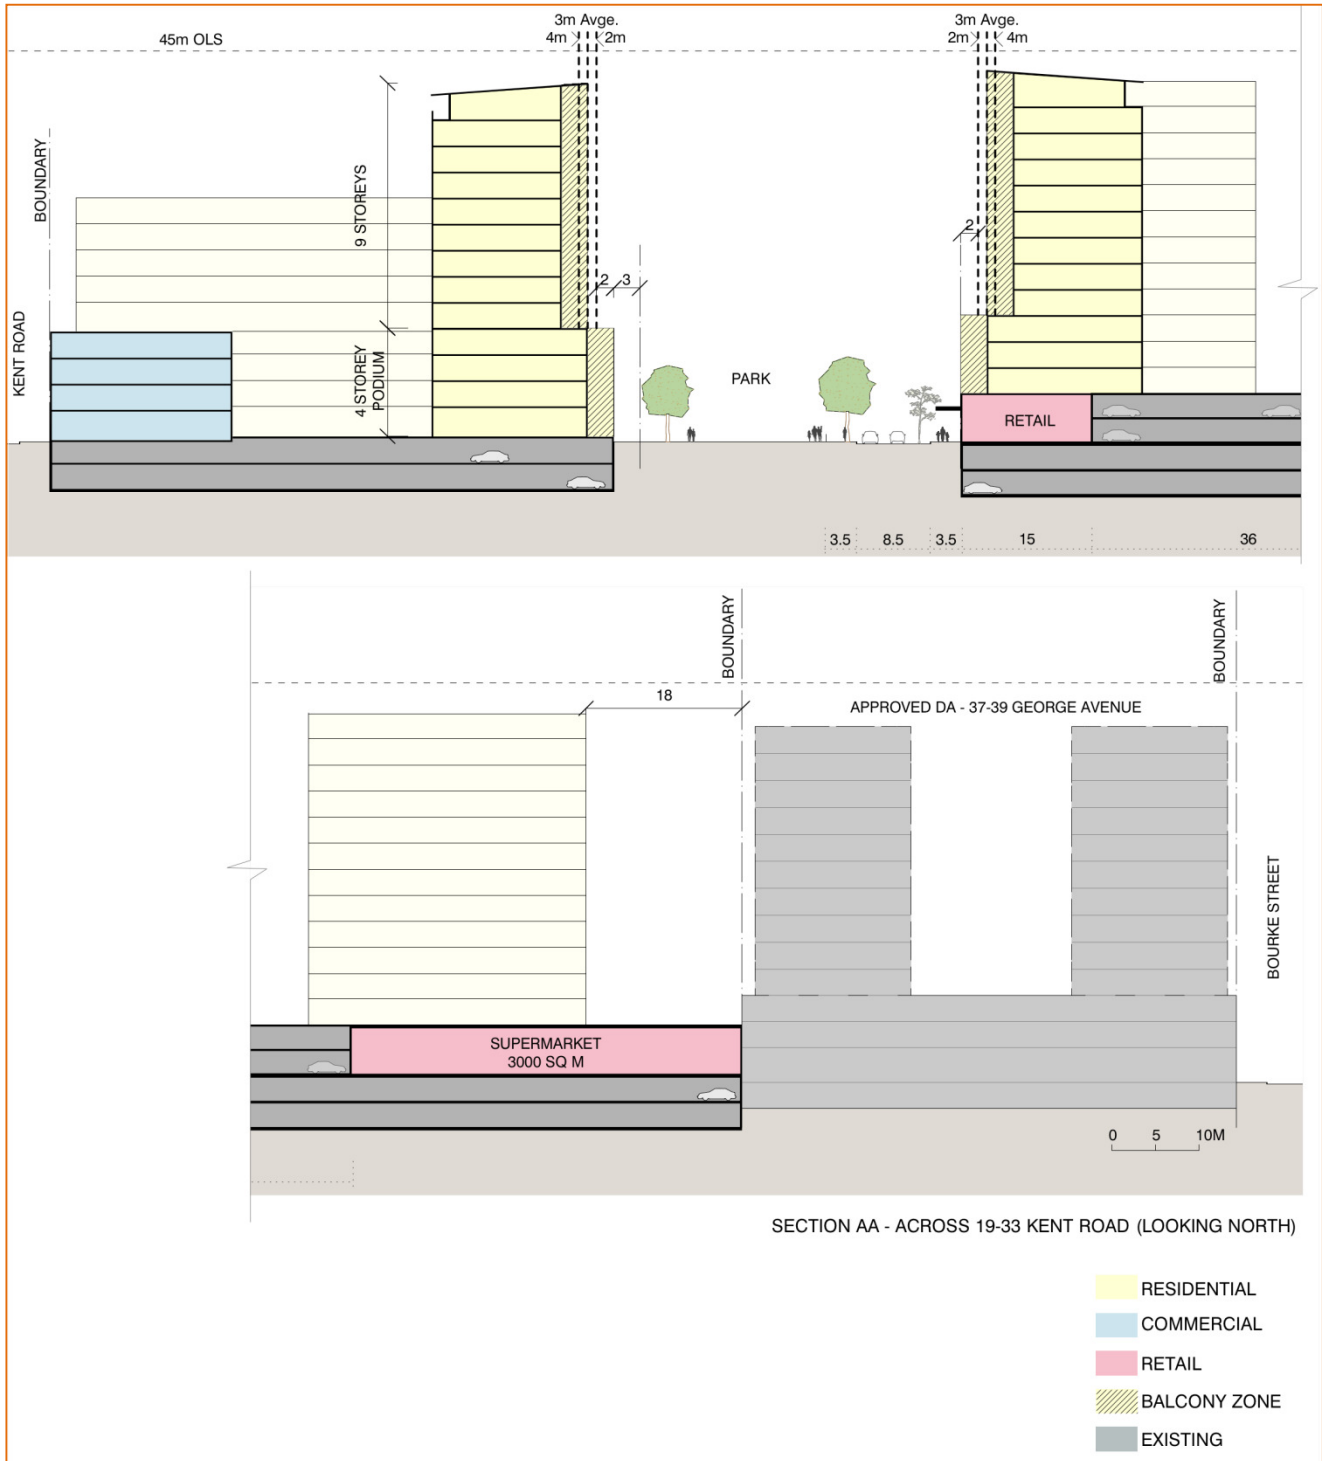 3m Avge.
4m
2m
3m Avge.
2m
4m
45m OLS
BOUNDARY
9 STOREYS
2
2
3
KENT ROAD
4 STOREY
PODIUM
PARK
RETAIL
3.5
8.5
3.5
15
36
BOUNDARY
BOUNDARY
18
APPROVED DA - 37-39 GEORGE AVENUE
BOURKE STREET
SUPERMARKET
3000 SQ M
0 5 10M
SECTION AA - ACROSS 19-33 KENT ROAD (LOOKING NORTH)
RESIDENTIAL
COMMERCIAL
RETAIL
BALCONY ZONE
EXISTING